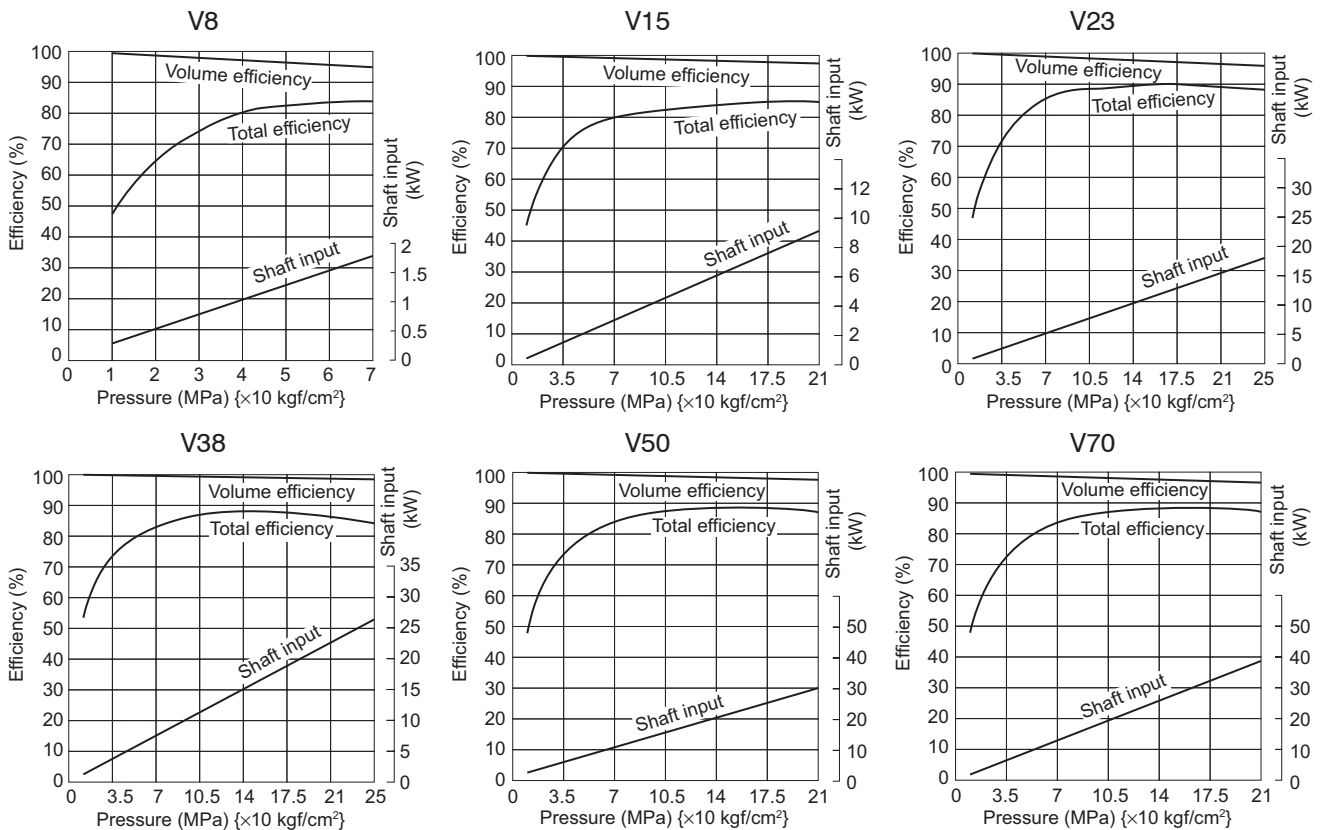 V8
100
90
80
70
60
50
40
30
20
10
0
Efficiency (%)
Volume efficiency
Total efficiency
Shaft input
Shaft input
(kW)
2
1.5
1
0.5
0
0 1 2 3 4 5 6 7
Pressure (MPa) {×10 kgf/cm²}
V15
100
90
80
70
60
50
40
30
20
10
0
Efficiency (%)
Volume efficiency
Total efficiency
Shaft input
Shaft input
(kW)
12
10
8
6
4
2
0
0 3.5 7 10.5 14 17.5 21
Pressure (MPa) {×10 kgf/cm²}
V23
100
90
80
70
60
50
40
30
20
10
0
Efficiency (%)
Volume efficiency
Total efficiency
Shaft input
Shaft input
(kW)
30
25
20
15
10
5
0
0 3.5 7 10.5 14 17.5 21 25
Pressure (MPa) {×10 kgf/cm²}
V38
100
90
80
70
60
50
40
30
20
10
0
Efficiency (%)
Volume efficiency
Total efficiency
Shaft input
Shaft input
(kW)
35
30
25
20
15
10
5
0
0 3.5 7 10.5 14 17.5 21 25
Pressure (MPa) {×10 kgf/cm²}
V50
100
90
80
70
60
50
40
30
20
10
0
Efficiency (%)
Volume efficiency
Total efficiency
Shaft input
Shaft input
(kW)
50
40
30
20
10
0
0 3.5 7 10.5 14 17.5 21
Pressure (MPa) {×10 kgf/cm²}
V70
100
90
80
70
60
50
40
30
20
10
0
Efficiency (%)
Volume efficiency
Total efficiency
Shaft input
Shaft input
(kW)
50
40
30
20
10
0
0 3.5 7 10.5 14 17.5 21
Pressure (MPa) {×10 kgf/cm²}